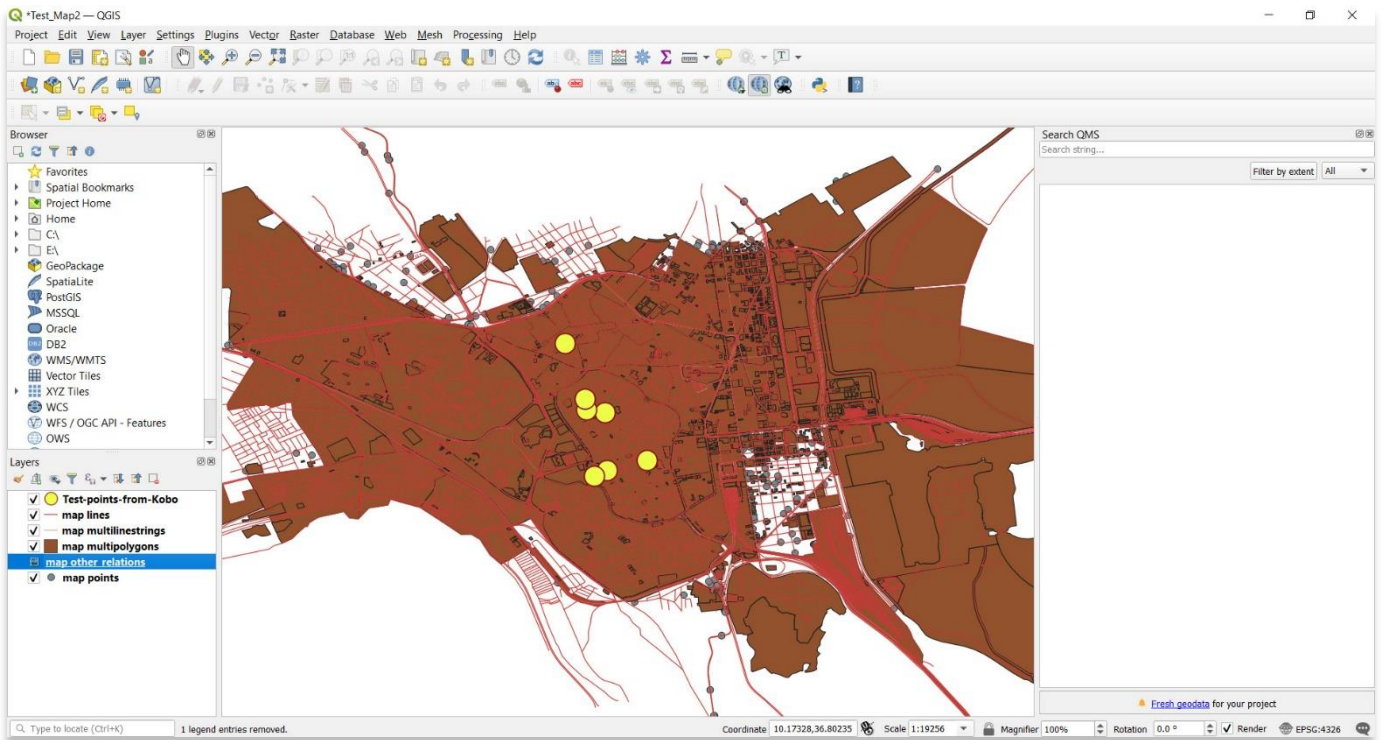 *Test_Map2 — QGIS
Project Edit View Layer Settings Plugins Vector Raster Database Web Mesh Processing Help
Browser
Favorites
Spatial Bookmarks
Project Home
Home
C:\
E:\
GeoPackage
SpatiaLite
PostGIS
MSSQL
Oracle
DB2
WMS/WMTS
Vector Tiles
XYZ Tiles
WCS
WFS / OGC API - Features
OWS
Layers
Test-points-from-Kobo
map lines
map multilinestrings
map multipolygons
map other_relations
map points
Search QMS
Search string...
Filter by extent All
Fresh geodata for your project
Type to locate (Ctrl+K) 1 legend entries removed. Coordinate 10.17328,36.80235 Scale 1:19256 Magnifier 100% Rotation 0.0 ° Render EPSG:4326